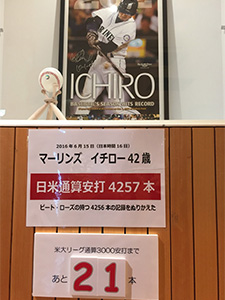 ICHIRO
BASEBALL'S SEASON HITS RECORD
2016年6月15日(日本時間16日)
マーリンズ イチロー42歳
日米通算安打4257本
ピート・ローズの持つ4256本の記録をぬりかえた
米大リーグ通算3000安打まで
あと 21 本